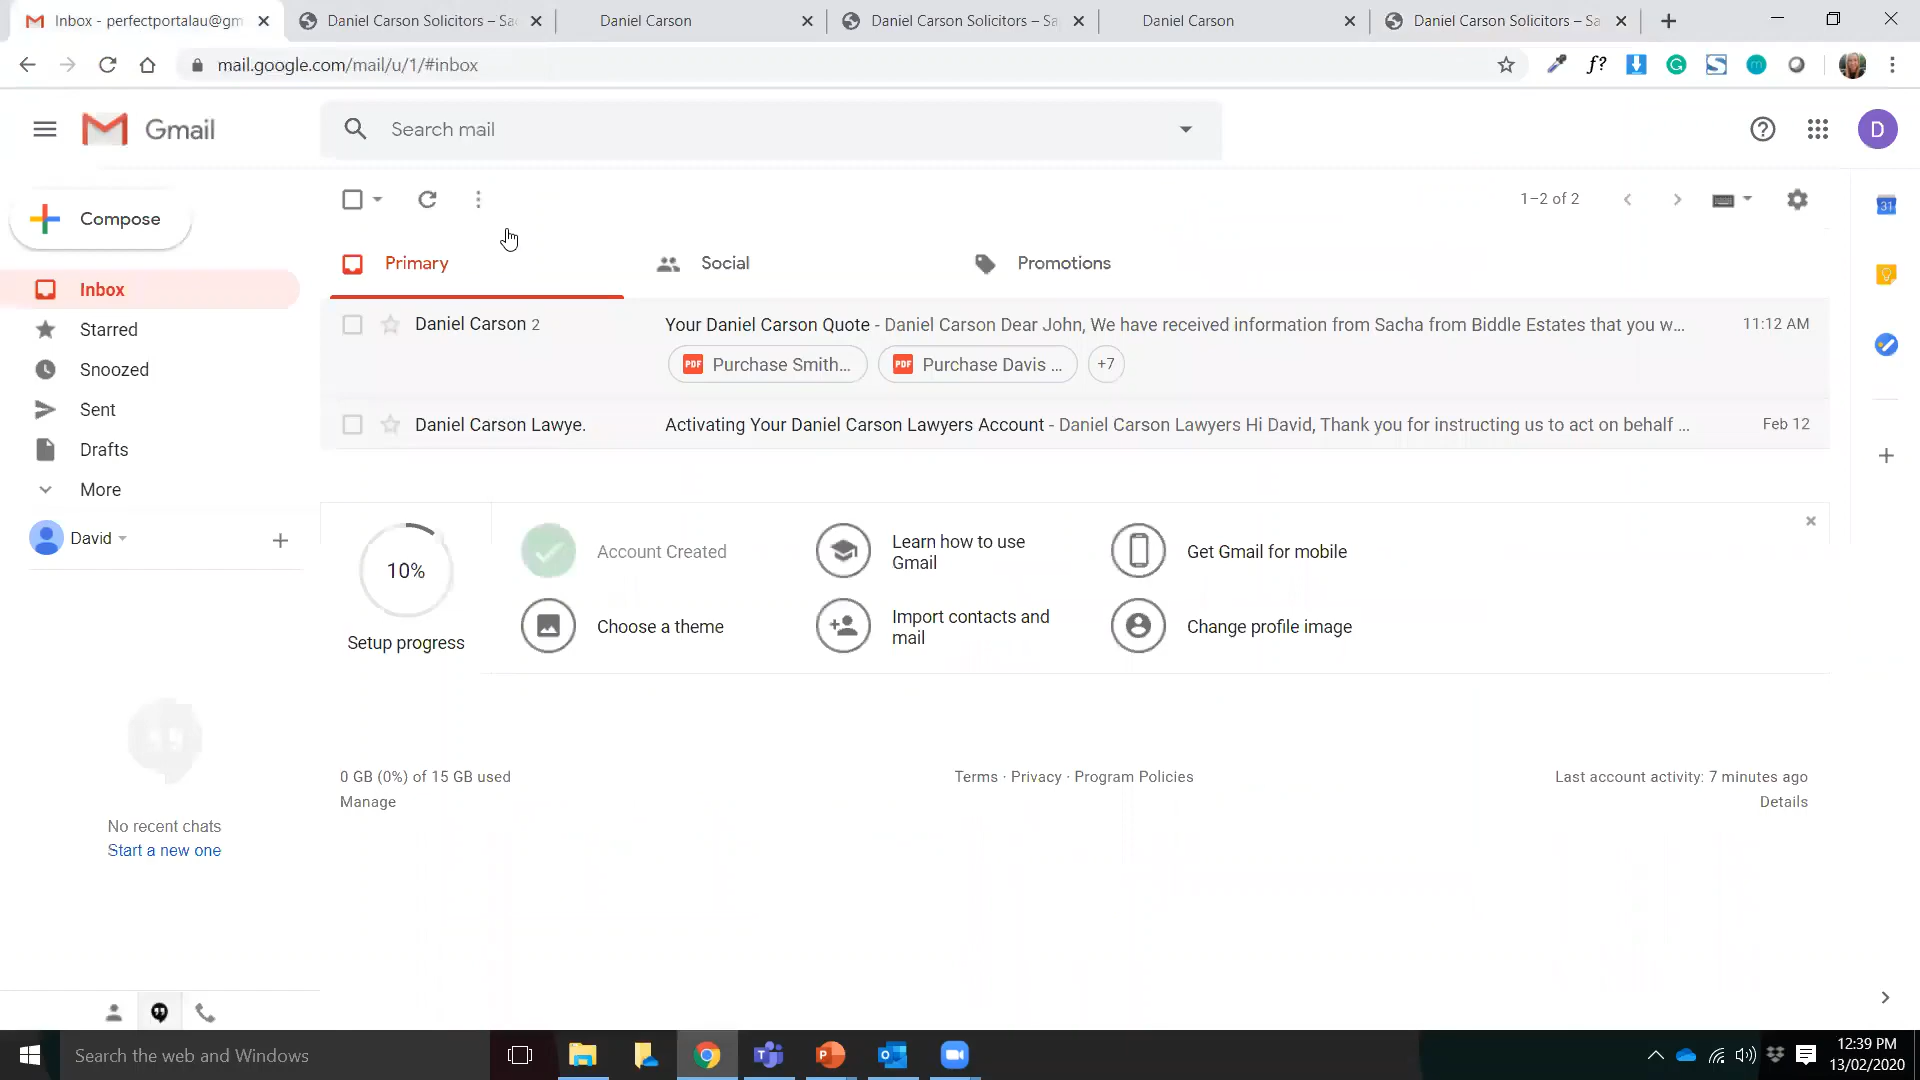 Inbox - perfectportalau@gm
Daniel Carson Solicitors – Sa
Daniel Carson
Daniel Carson Solicitors – Sa
Daniel Carson
Daniel Carson Solicitors – Sa
mail.google.com/mail/u/1/#inbox
f?
Gmail
Search mail
D
Compose
1–2 of 2
31
Primary
Social
Promotions
Inbox
Starred
Snoozed
Sent
Drafts
More
David
Daniel Carson 2
Your Daniel Carson Quote - Daniel Carson Dear John, We have received information from Sacha from Biddle Estates that you w...
11:12 AM
PDF Purchase Smith...
PDF Purchase Davis ...
+7
Daniel Carson Lawye.
Activating Your Daniel Carson Lawyers Account - Daniel Carson Lawyers Hi David, Thank you for instructing us to act on behalf ...
Feb 12
10%
Setup progress
Account Created
Learn how to use
Gmail
Get Gmail for mobile
Choose a theme
Import contacts and
mail
Change profile image
0 GB (0%) of 15 GB used
Manage
Terms · Privacy · Program Policies
Last account activity: 7 minutes ago
Details
No recent chats
Start a new one
Search the web and Windows
12:39 PM
13/02/2020